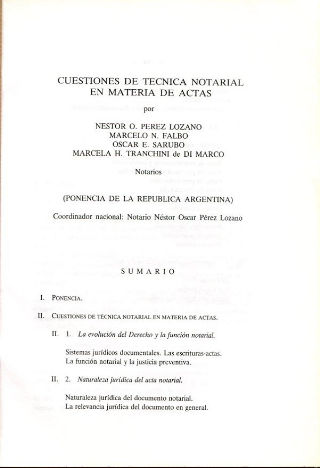 CUESTIONES DE TECNICA NOTARIAL
EN MATERIA DE ACTAS
por
NESTOR O. PEREZ LOZANO
MARCELO N. FALBO
OSCAR E. SARUBO
MARCELA H. TRANCHINI de DI MARCO
Notarios
(PONENCIA DE LA REPUBLICA ARGENTINA)
Coordinador nacional: Notario Néstor Oscar Pérez Lozano
SUMARIO
I. PONENCIA.
II. CUESTIONES DE TÉCNICA NOTARIAL EN MATERIA DE ACTAS.
II. 1. La evolución del Derecho y la función notarial.
Sistemas jurídicos documentales. Las escrituras-actas.
La función notarial y la justicia preventiva.
II. 2. Naturaleza jurídica del acta notarial.
Naturaleza jurídica del documento notarial.
La relevancia jurídica del documento en general.